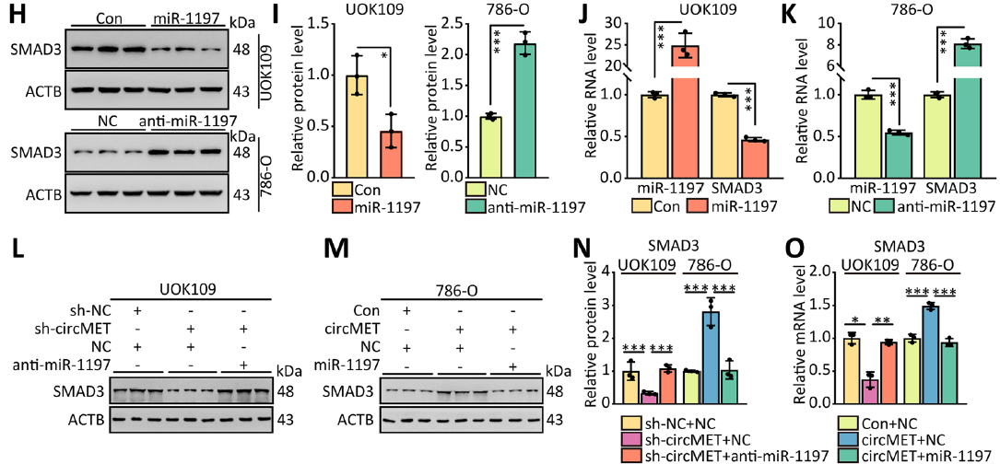 H
Con miR-1197 kDa
SMAD3 48
ACTB 43
UOK109
NC anti-miR-1197 kDa
SMAD3 48
ACTB 43
786-O
I
UOK109 786-O
Relative protein level
1.5
1.0
0.5
0.0
*
Con
miR-1197
Relative protein level
2.5
2.0
1.5
1.0
0.5
0.0
***
NC
anti-miR-1197
J
UOK109
Relative RNA level
30
25
20
15
10
1.0
0.5
0
*** ***
miR-1197 SMAD3
Con miR-1197
K
786-O
Relative RNA level
10
8
6
4
1.0
0.5
0.0
*** ***
miR-1197 SMAD3
NC anti-miR-1197
L
UOK109
sh-NC + - -
sh-circMET - + +
NC + + -
anti-miR-1197 - - +
kDa
SMAD3 48
ACTB 43
M
786-O
Con + - -
circMET - + +
NC + + -
miR-1197 - - +
kDa
SMAD3 48
ACTB 43
N
SMAD3
UOK109 786-O
Relative protein level
4
3
2
1
0
*** *** *** ***
sh-NC+NC
sh-circMET+NC
sh-circMET+anti-miR-1197
O
SMAD3
UOK109 786-O
Relative mRNA level
2.0
1.5
1.0
0.5
0.0
* ** *** ***
Con+NC
circMET+NC
circMET+miR-1197